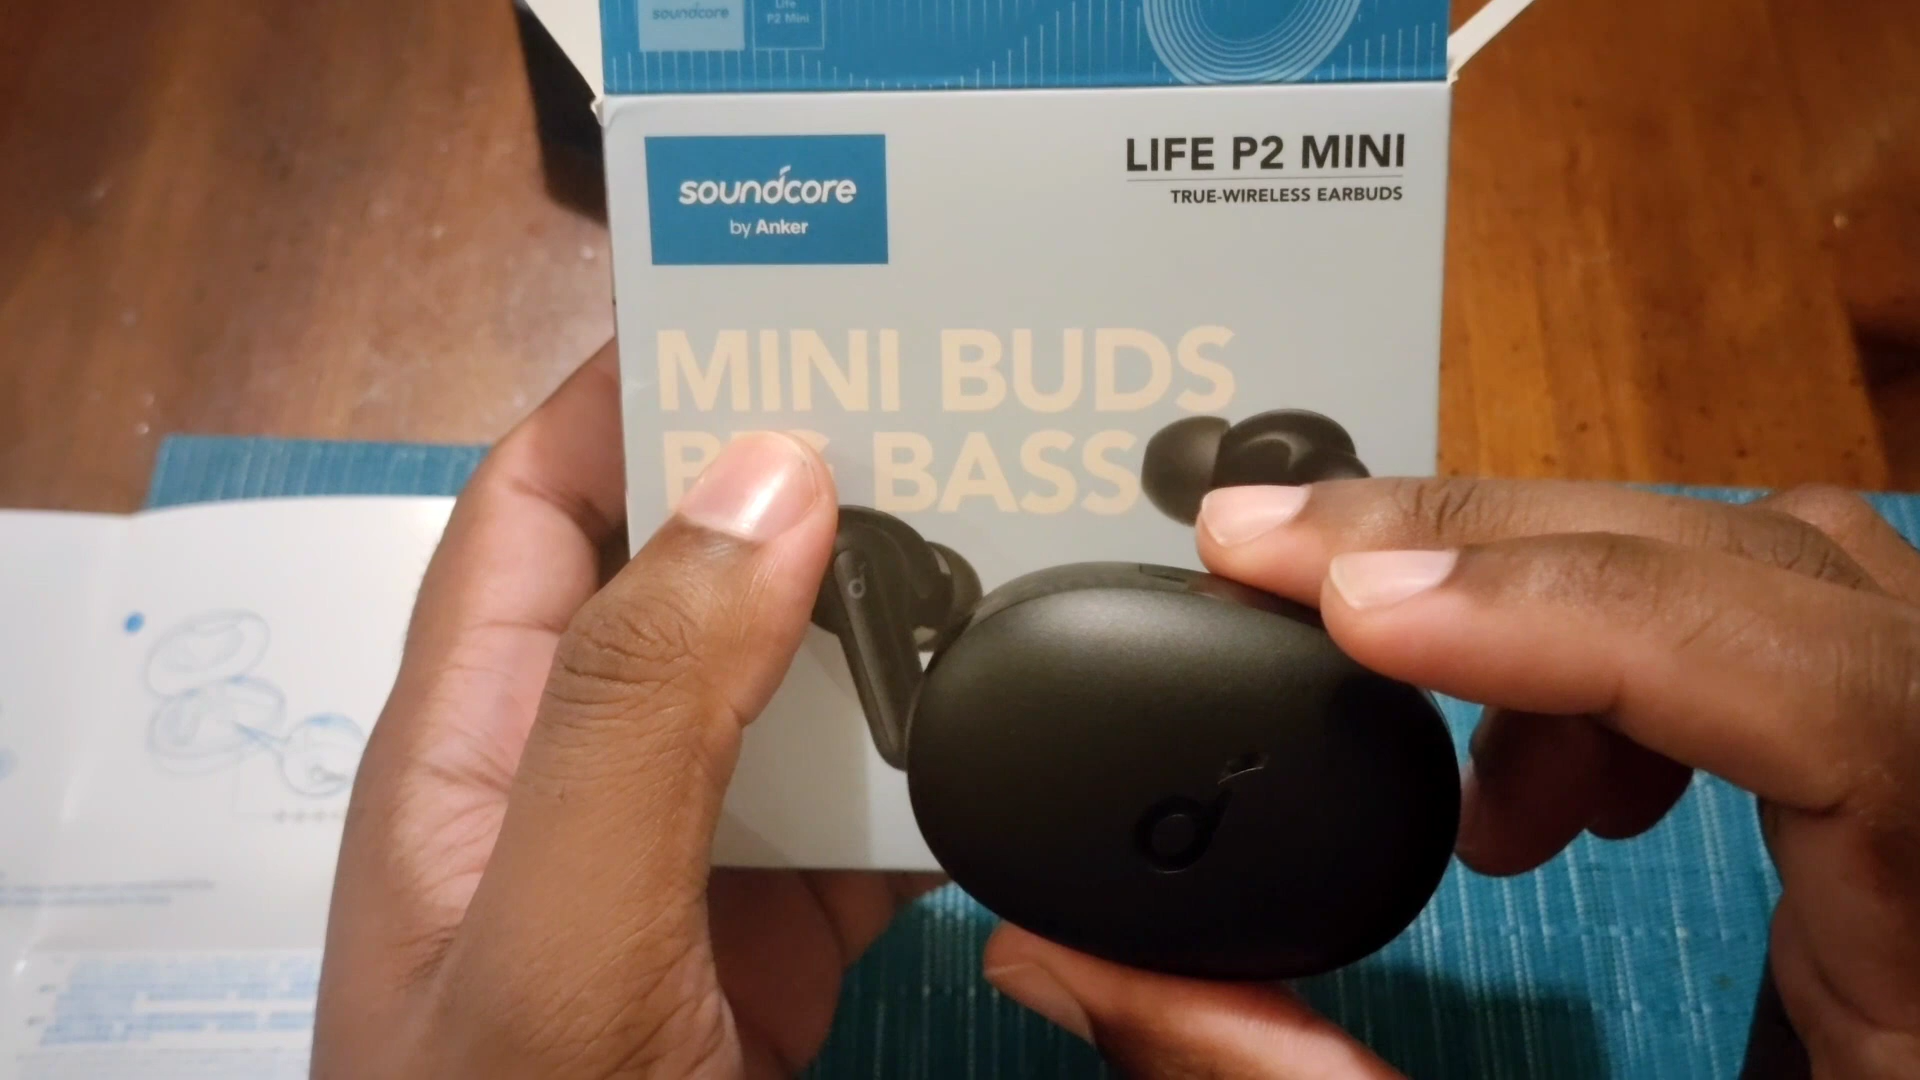 soundcore
Life
P2 Mini
soundcore
by Anker
LIFE P2 MINI
TRUE-WIRELESS EARBUDS
MINI BUDS
BASS